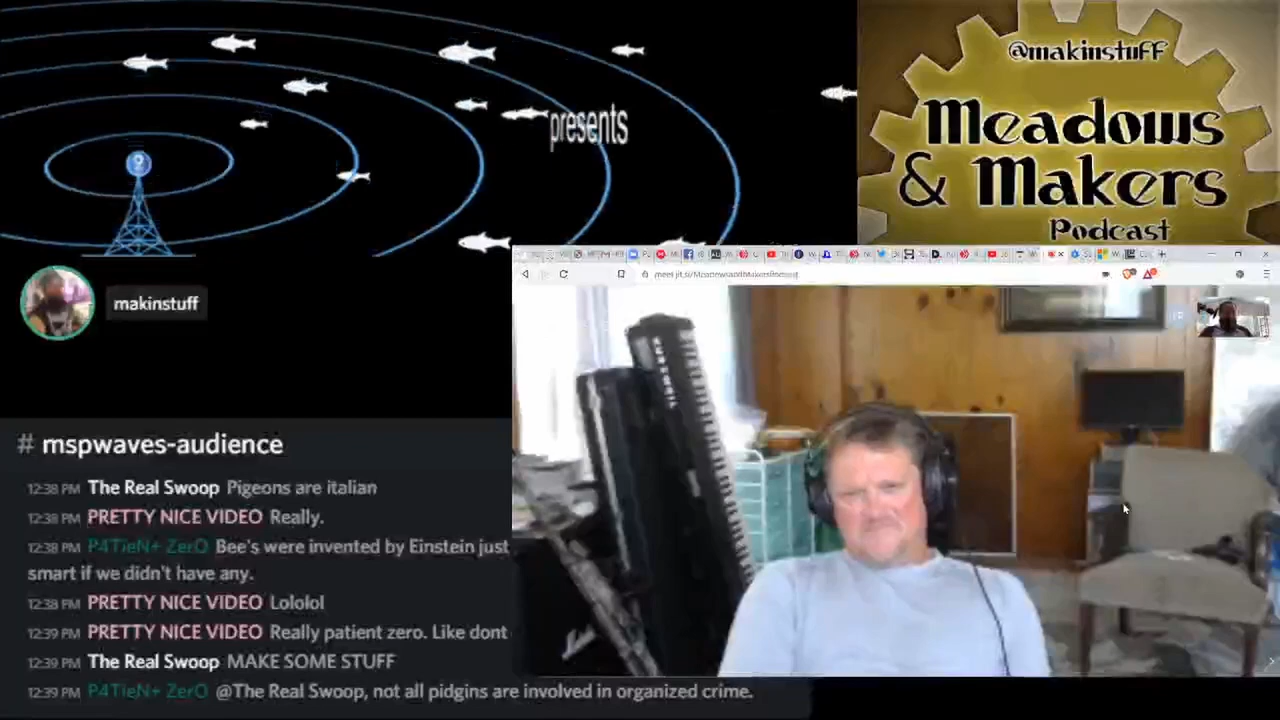 presents
@makinstuff
Meadows
& Makers
Podcast
makinstuff
# mspwaves-audience
12:38 PM The Real Swoop Pigeons are italian
12:38 PM PRETTY NICE VIDEO Really.
12:38 PM P4TieN+ ZerO Bee's were invented by Einstein just
smart if we didn't have any.
12:38 PM PRETTY NICE VIDEO Lololol
12:39 PM PRETTY NICE VIDEO Really patient zero. Like dont
12:39 PM The Real Swoop MAKE SOME STUFF
12:39 PM P4TieN+ ZerO @The Real Swoop, not all pidgins are involved in organized crime.